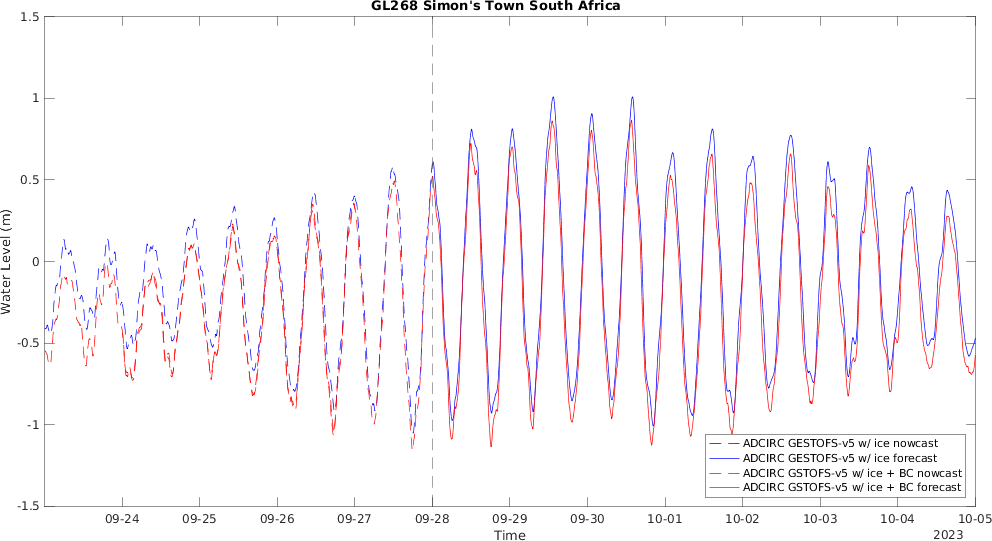 GL268 Simon's Town South Africa
1.5
1
0.5
0
-0.5
-1
-1.5
Water Level (m)
ADCIRC GESTOFS-v5 w/ ice nowcast
ADCIRC GESTOFS-v5 w/ ice forecast
ADCIRC GSTOFS-v5 w/ ice + BC nowcast
ADCIRC GSTOFS-v5 w/ ice + BC forecast
09-24 09-25 09-26 09-27 09-28 09-29 09-30 10-01 10-02 10-03 10-04 10-05
Time
2023